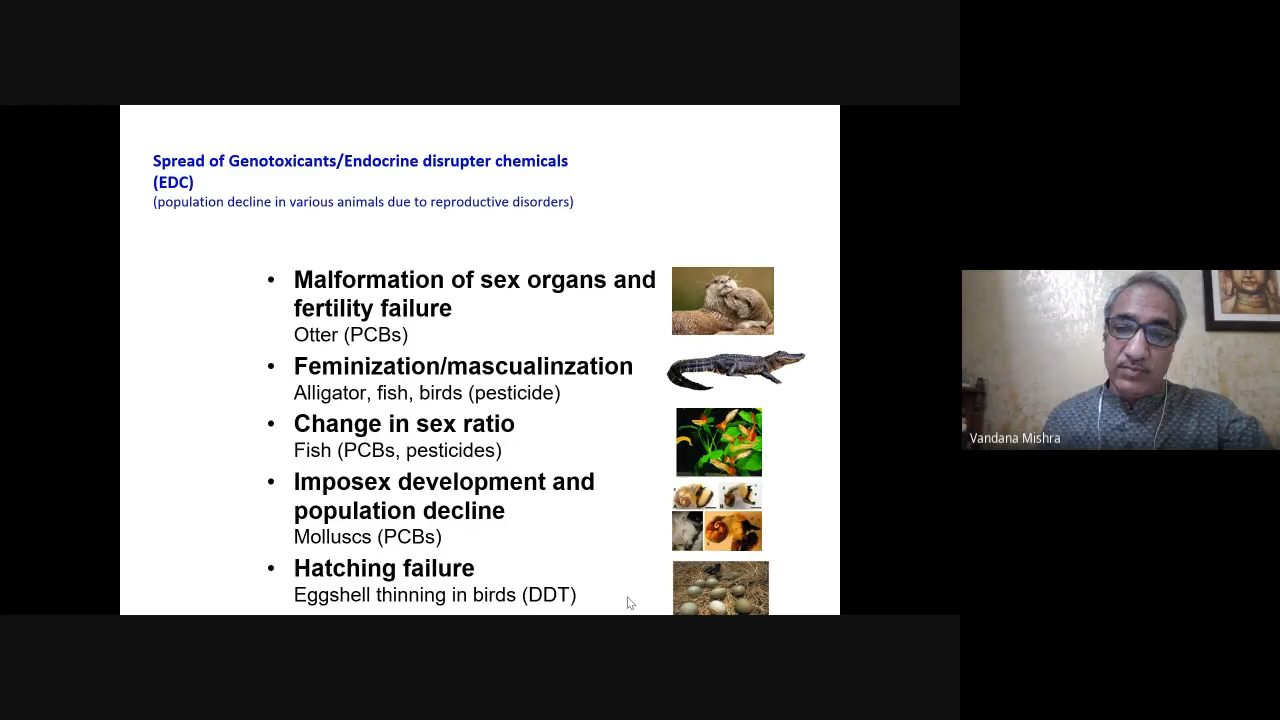 Spread of Genotoxicants/Endocrine disrupter chemicals
(EDC)
(population decline in various animals due to reproductive disorders)
• Malformation of sex organs and
fertility failure
Otter (PCBs)
• Feminization/mascualinzation
Alligator, fish, birds (pesticide)
• Change in sex ratio
Fish (PCBs, pesticides)
• Imposex development and
population decline
Molluscs (PCBs)
• Hatching failure
Eggshell thinning in birds (DDT)
Vandana Mishra